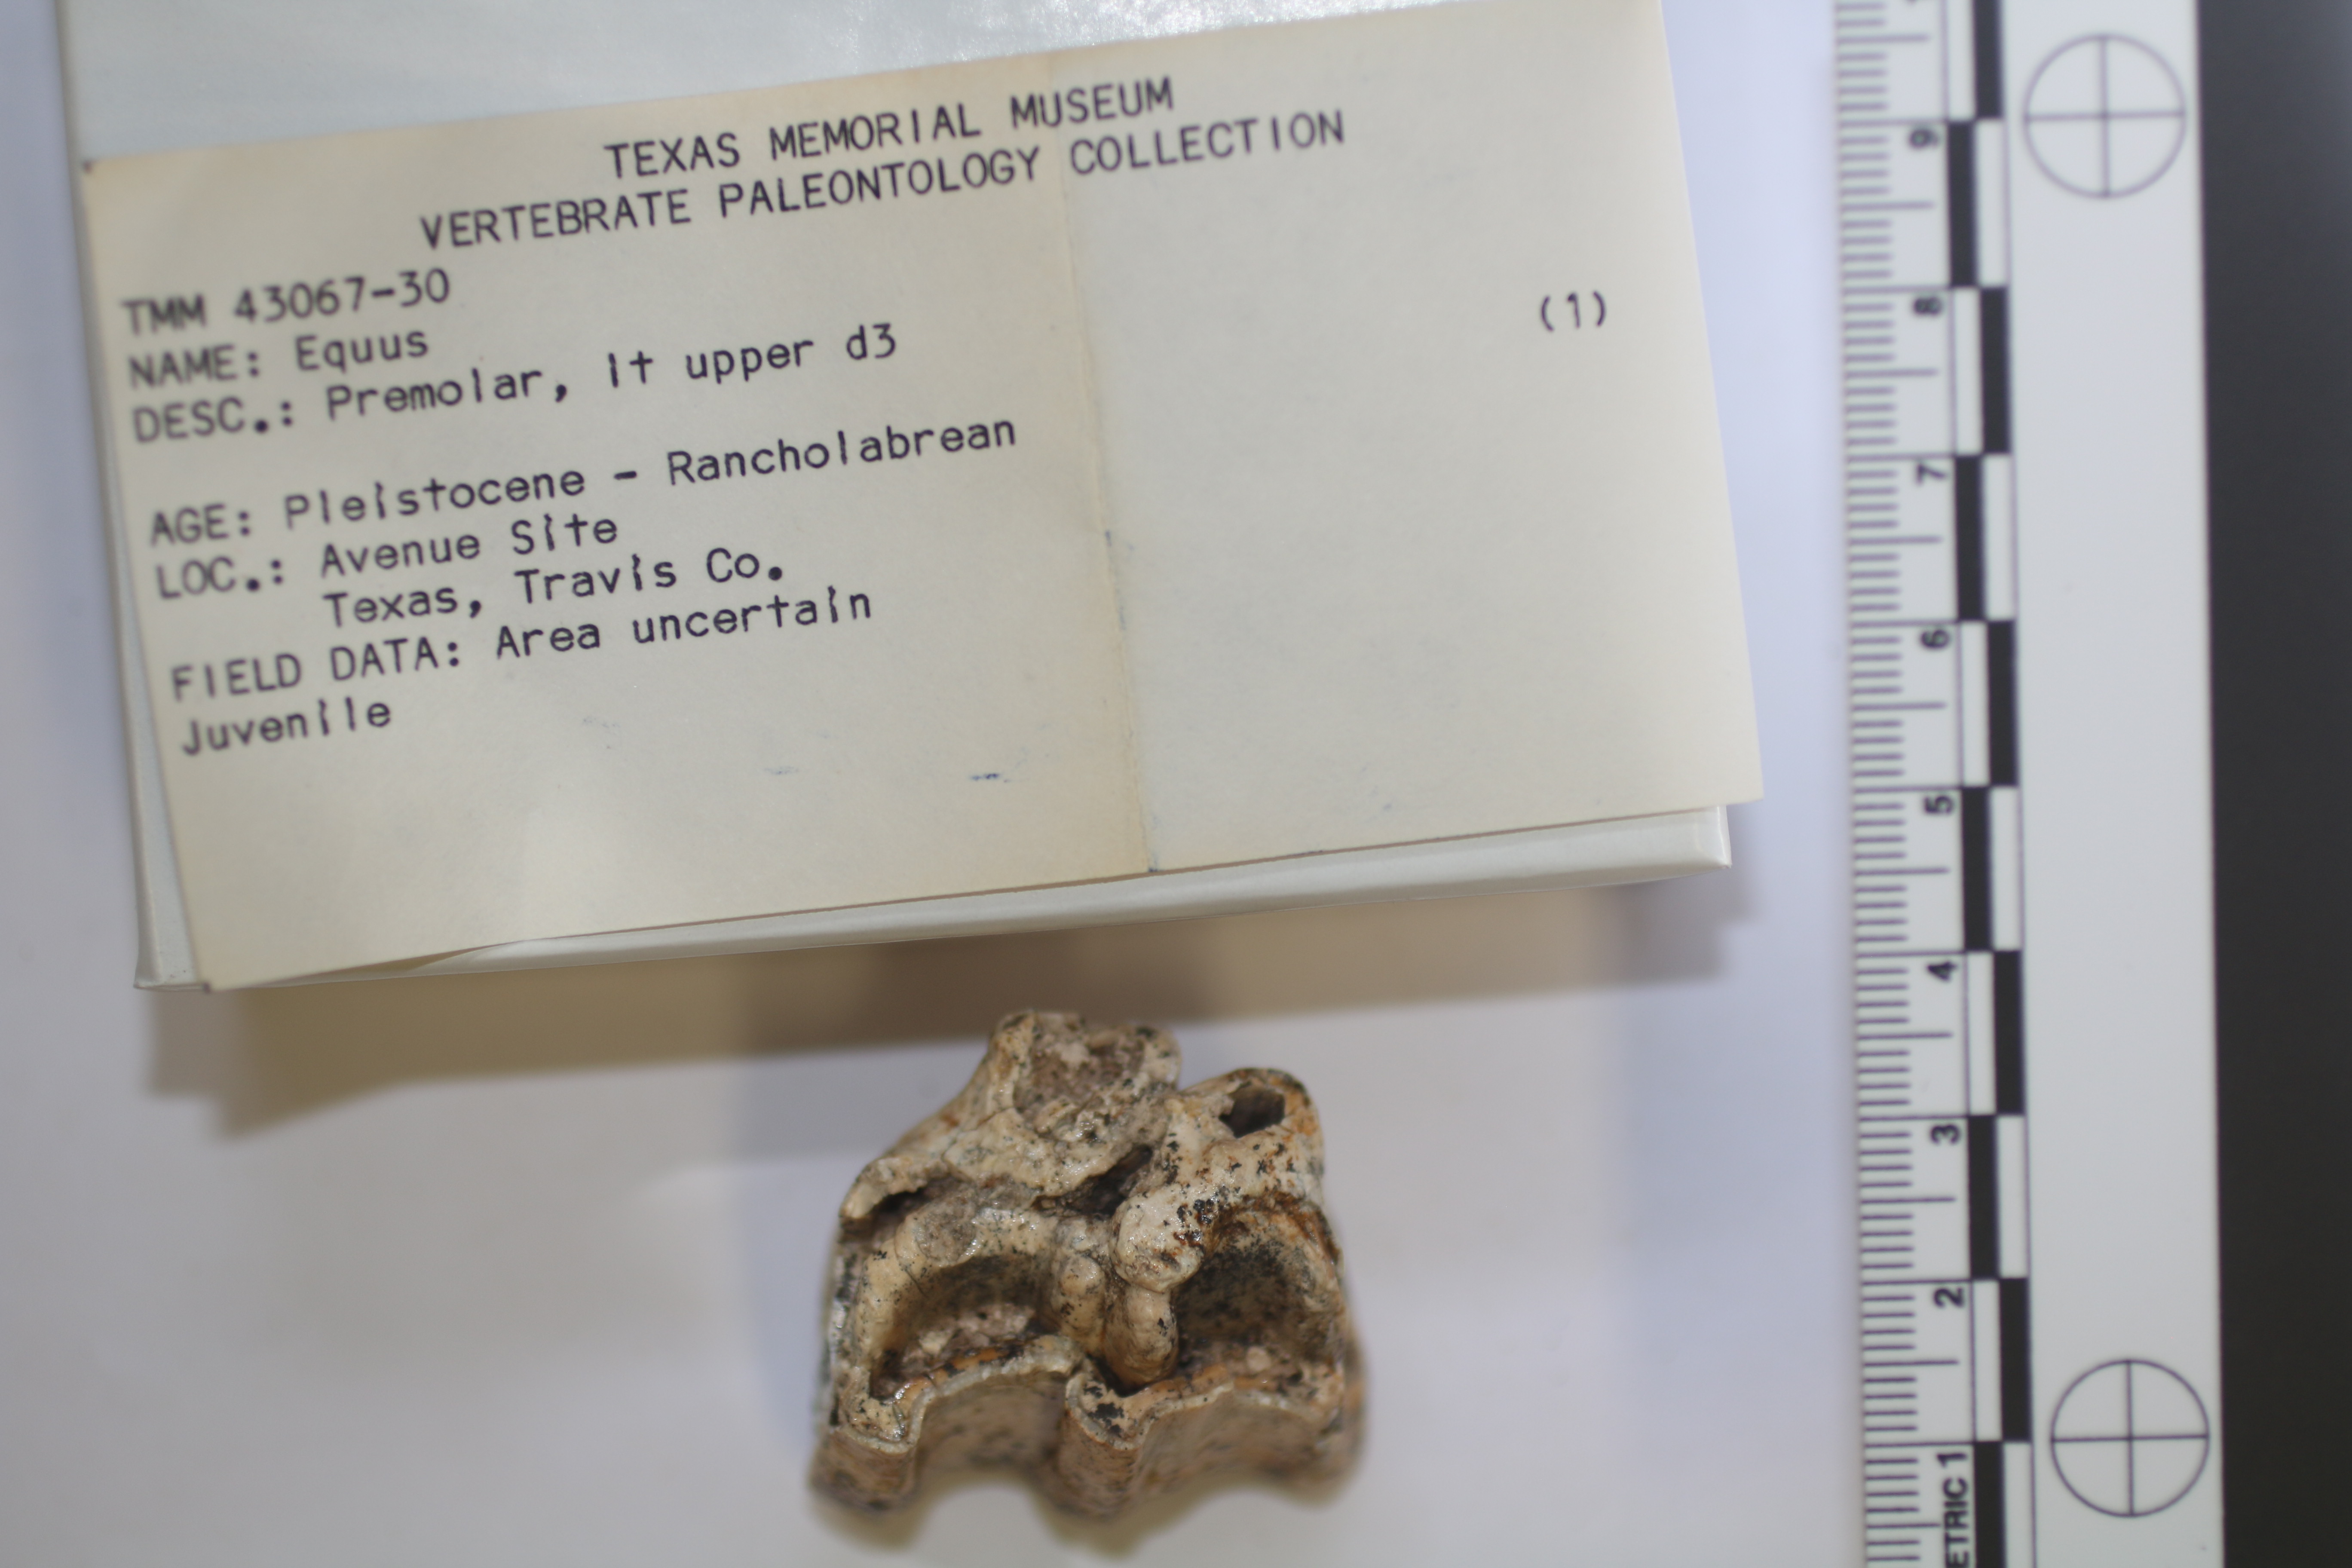 TEXAS MEMORIAL MUSEUM
VERTEBRATE PALEONTOLOGY COLLECTION
TMM 43067-30
NAME: Equus
DESC.: Premolar, lt upper d3 (1)
AGE: Pleistocene - Rancholabrean
LOC.: Avenue Site
Texas, Travis Co.
FIELD DATA: Area uncertain
Juvenile
ETRIC 1 2 3 4 5 6 7 8 9